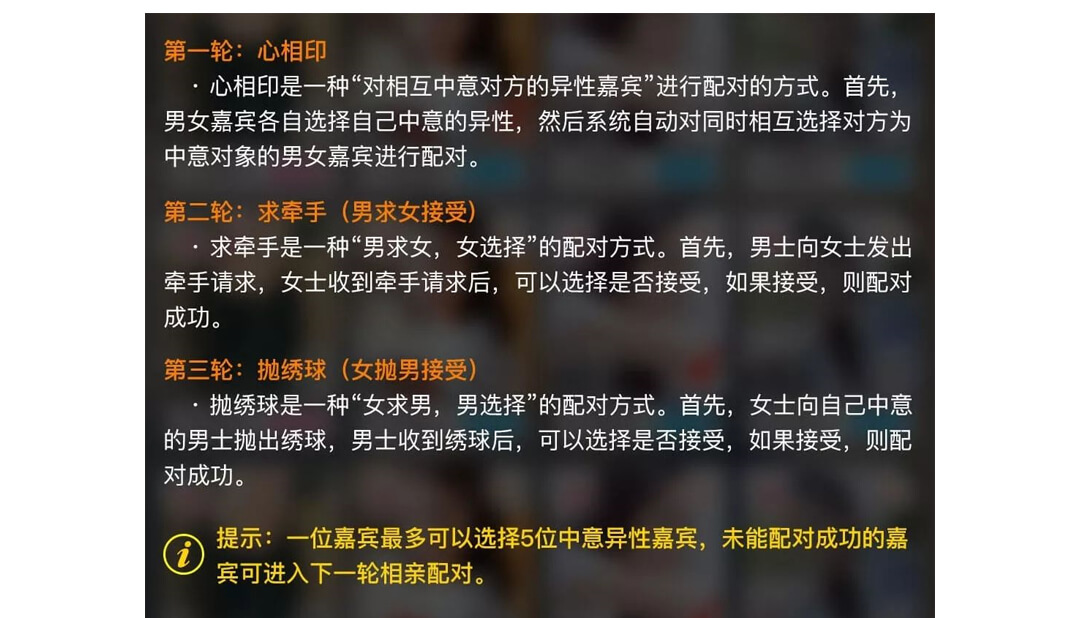 第一轮：心相印
· 心相印是一种“对相互中意对方的异性嘉宾”进行配对的方式。首先，
男女嘉宾各自选择自己中意的异性，然后系统自动对同时相互选择对方为
中意对象的男女嘉宾进行配对。
第二轮：求牵手（男求女接受）
· 求牵手是一种“男求女，女选择”的配对方式。首先，男士向女士发出
牵手请求，女士收到牵手请求后，可以选择是否接受，如果接受，则配对
成功。
第三轮：抛绣球（女抛男接受）
· 抛绣球是一种“女求男，男选择”的配对方式。首先，女士向自己中意
的男士抛出绣球，男士收到绣球后，可以选择是否接受，如果接受，则配
对成功。
提示：一位嘉宾最多可以选择5位中意异性嘉宾，未能配对成功的嘉
宾可进入下一轮相亲配对。